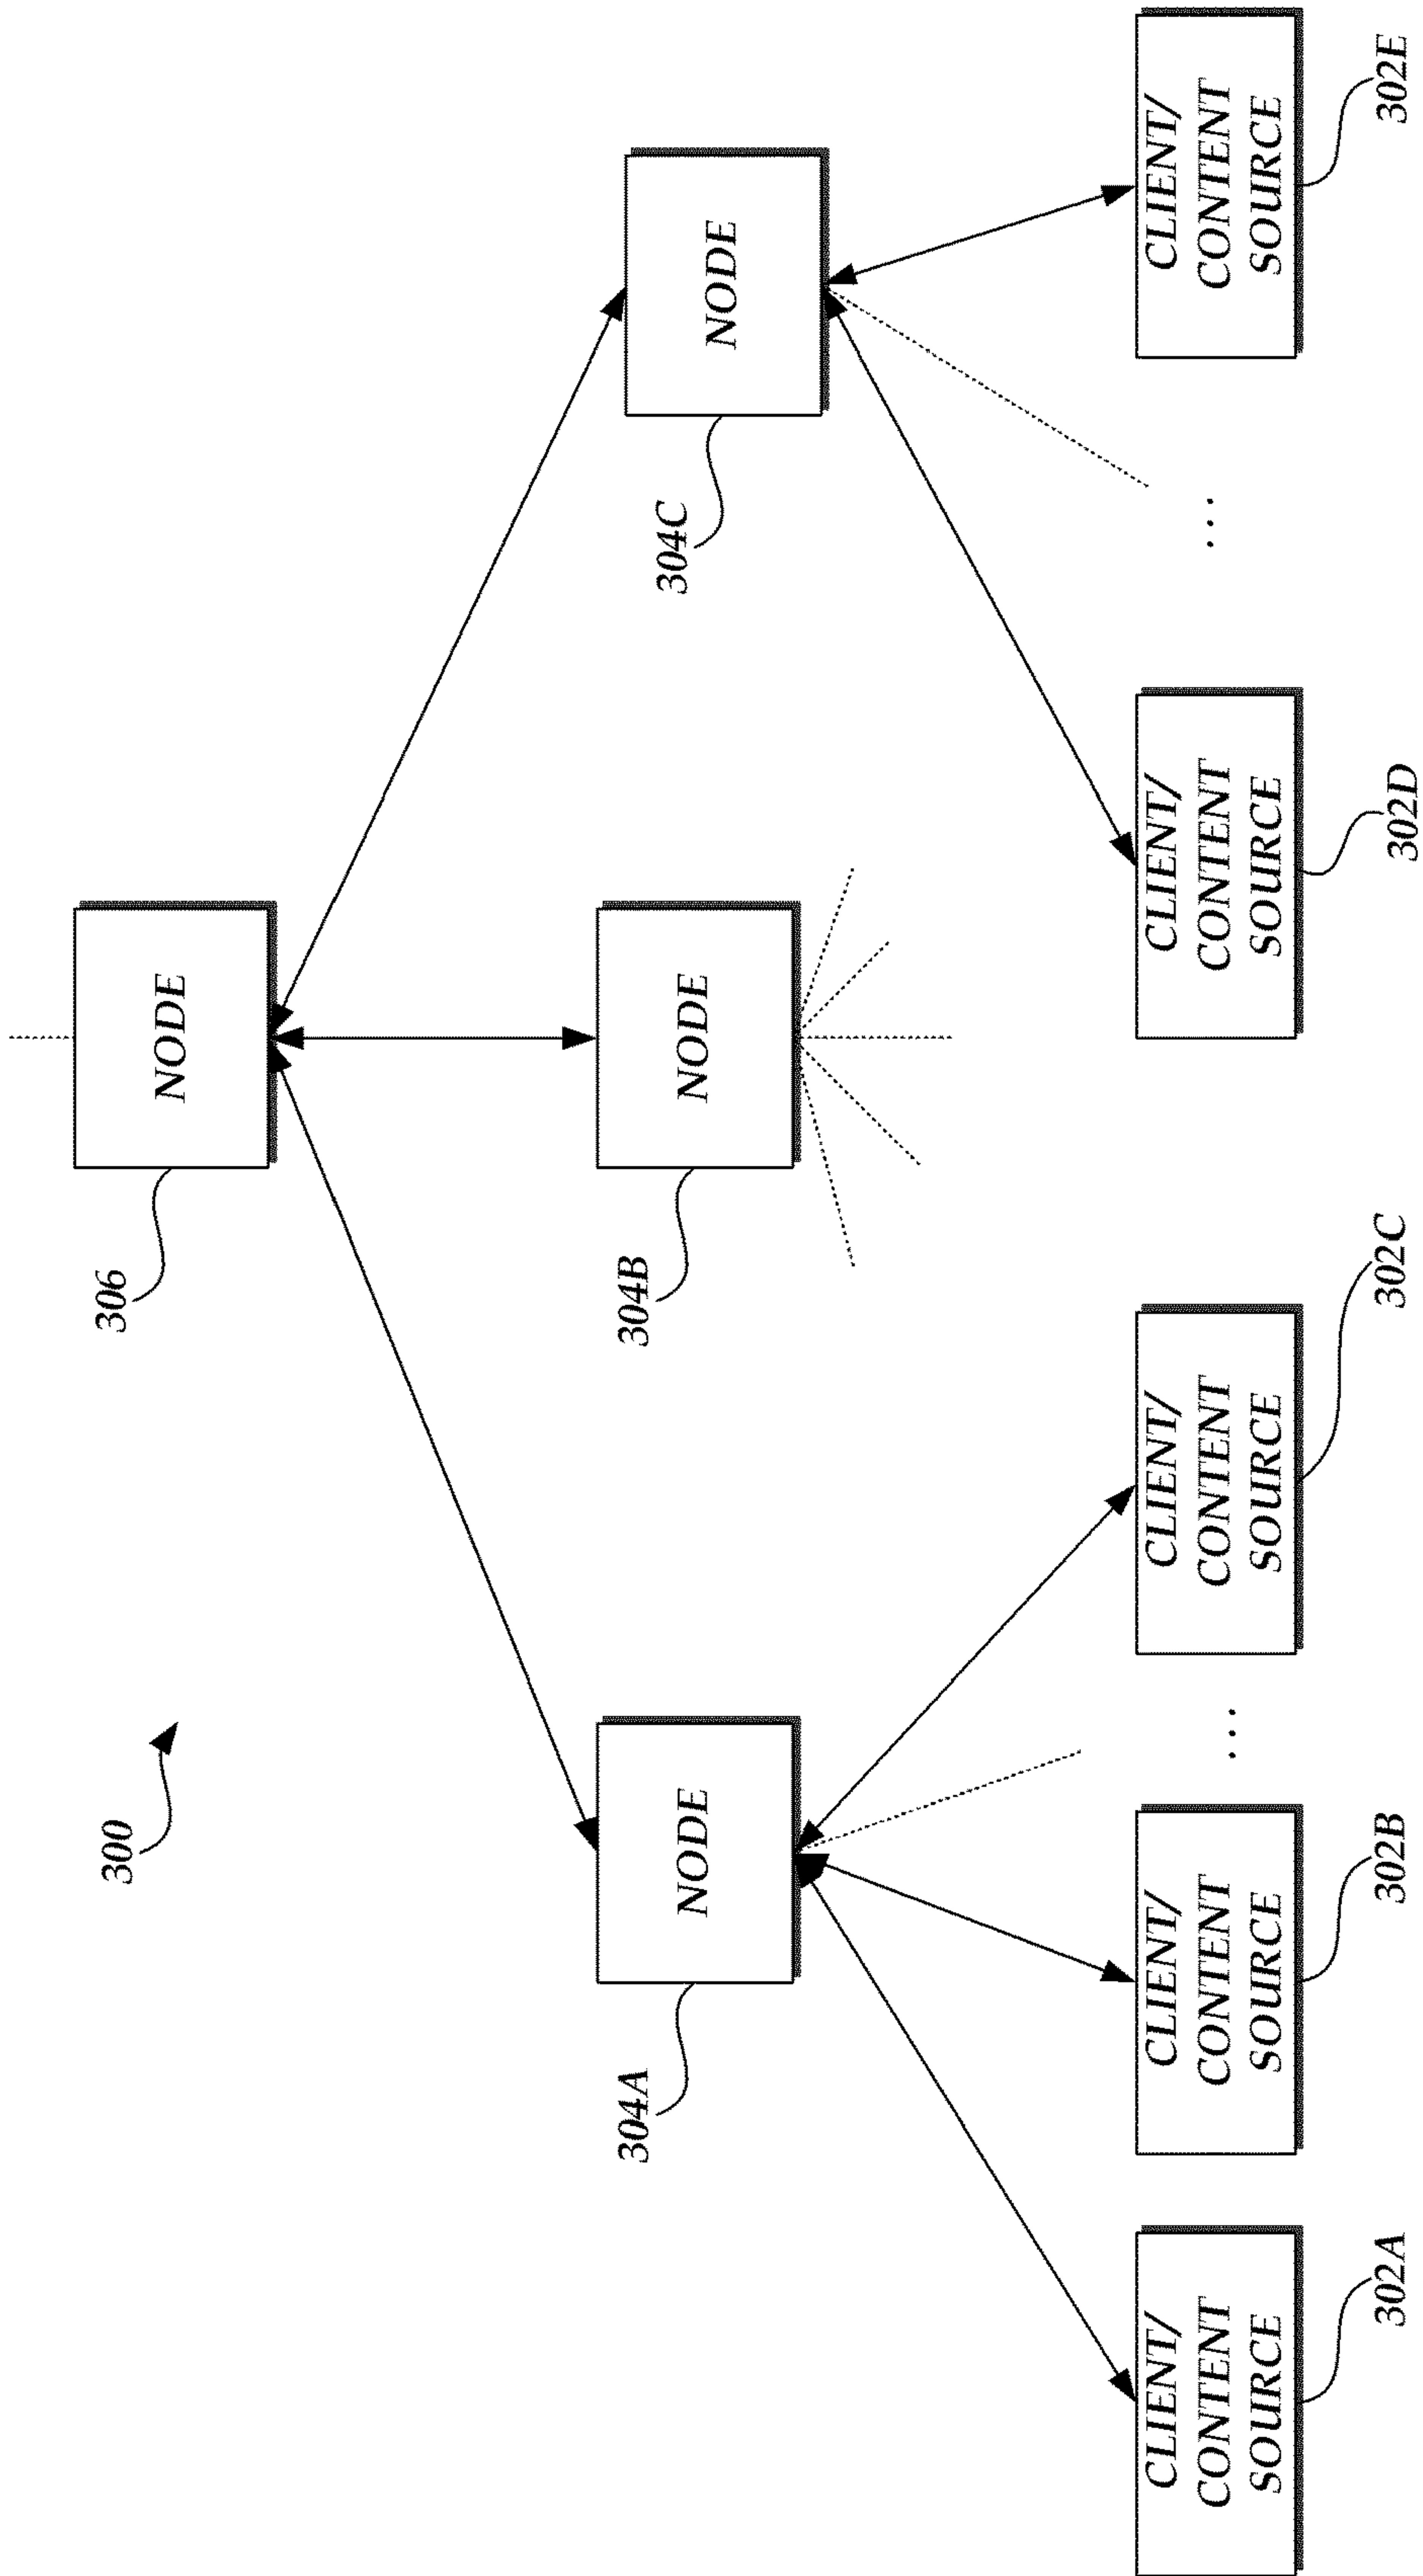 300
NODE
306
NODE
304A
NODE
304B
NODE
304C
CLIENT/
CONTENT
SOURCE
302A
CLIENT/
CONTENT
SOURCE
302B
...
CLIENT/
CONTENT
SOURCE
302C
CLIENT/
CONTENT
SOURCE
302D
...
CLIENT/
CONTENT
SOURCE
302E